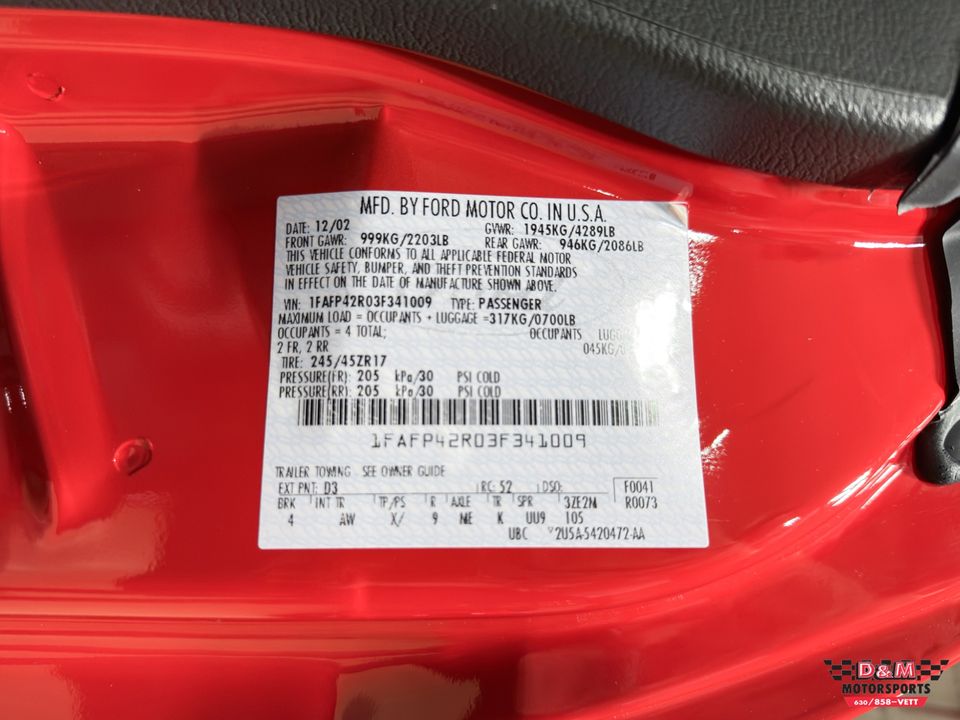 MFD. BY FORD MOTOR CO. IN U.S.A.
DATE: 12/02 GVWR: 1945KG/4289LB
FRONT GAWR: 999KG/2203LB REAR GAWR: 946KG/2086LB
THIS VEHICLE CONFORMS TO ALL APPLICABLE FEDERAL MOTOR
VEHICLE SAFETY, BUMPER, AND THEFT PREVENTION STANDARDS
IN EFFECT ON THE DATE OF MANUFACTURE SHOWN ABOVE.
VIN: 1FAFP42R03F341009 TYPE: PASSENGER
MAXIMUM LOAD = OCCUPANTS + LUGGAGE =317KG/0700LB
OCCUPANTS = 4 TOTAL; OCCUPANTS
2 FR, 2 RR 045KG/
TIRE: 245/45ZR17
PRESSURE(FR): 205 kPa/30 PSI COLD
PRESSURE(RR): 205 kPa/30 PSI COLD
1FAFP42R03F341009
TRAILER TOWING - SEE OWNER GUIDE
EXT PNT: D3 RC: 52 DSO: F0041
BRK INT TR TP/PS R AXLE TR SPR 3ZE2M R0073
4 AW X/ 9 NE K UU9 105
UBC 2U5A-5420472-AA
D&M
MOTORSPORTS
630/858-VETT